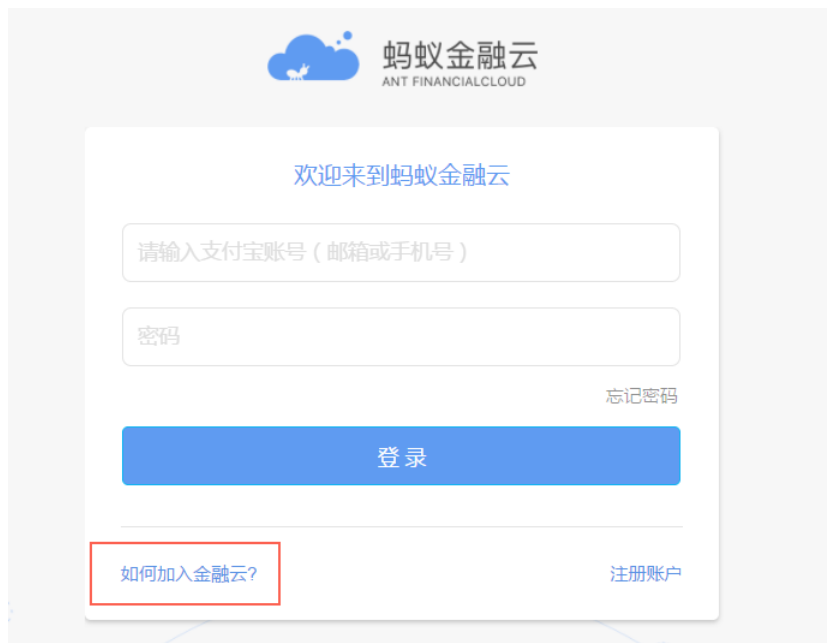 蚂蚁金融云
ANT FINANCIALCLOUD
欢迎来到蚂蚁金融云
请输入支付宝账号（邮箱或手机号）
密码
忘记密码
登录
如何加入金融云?
注册账户